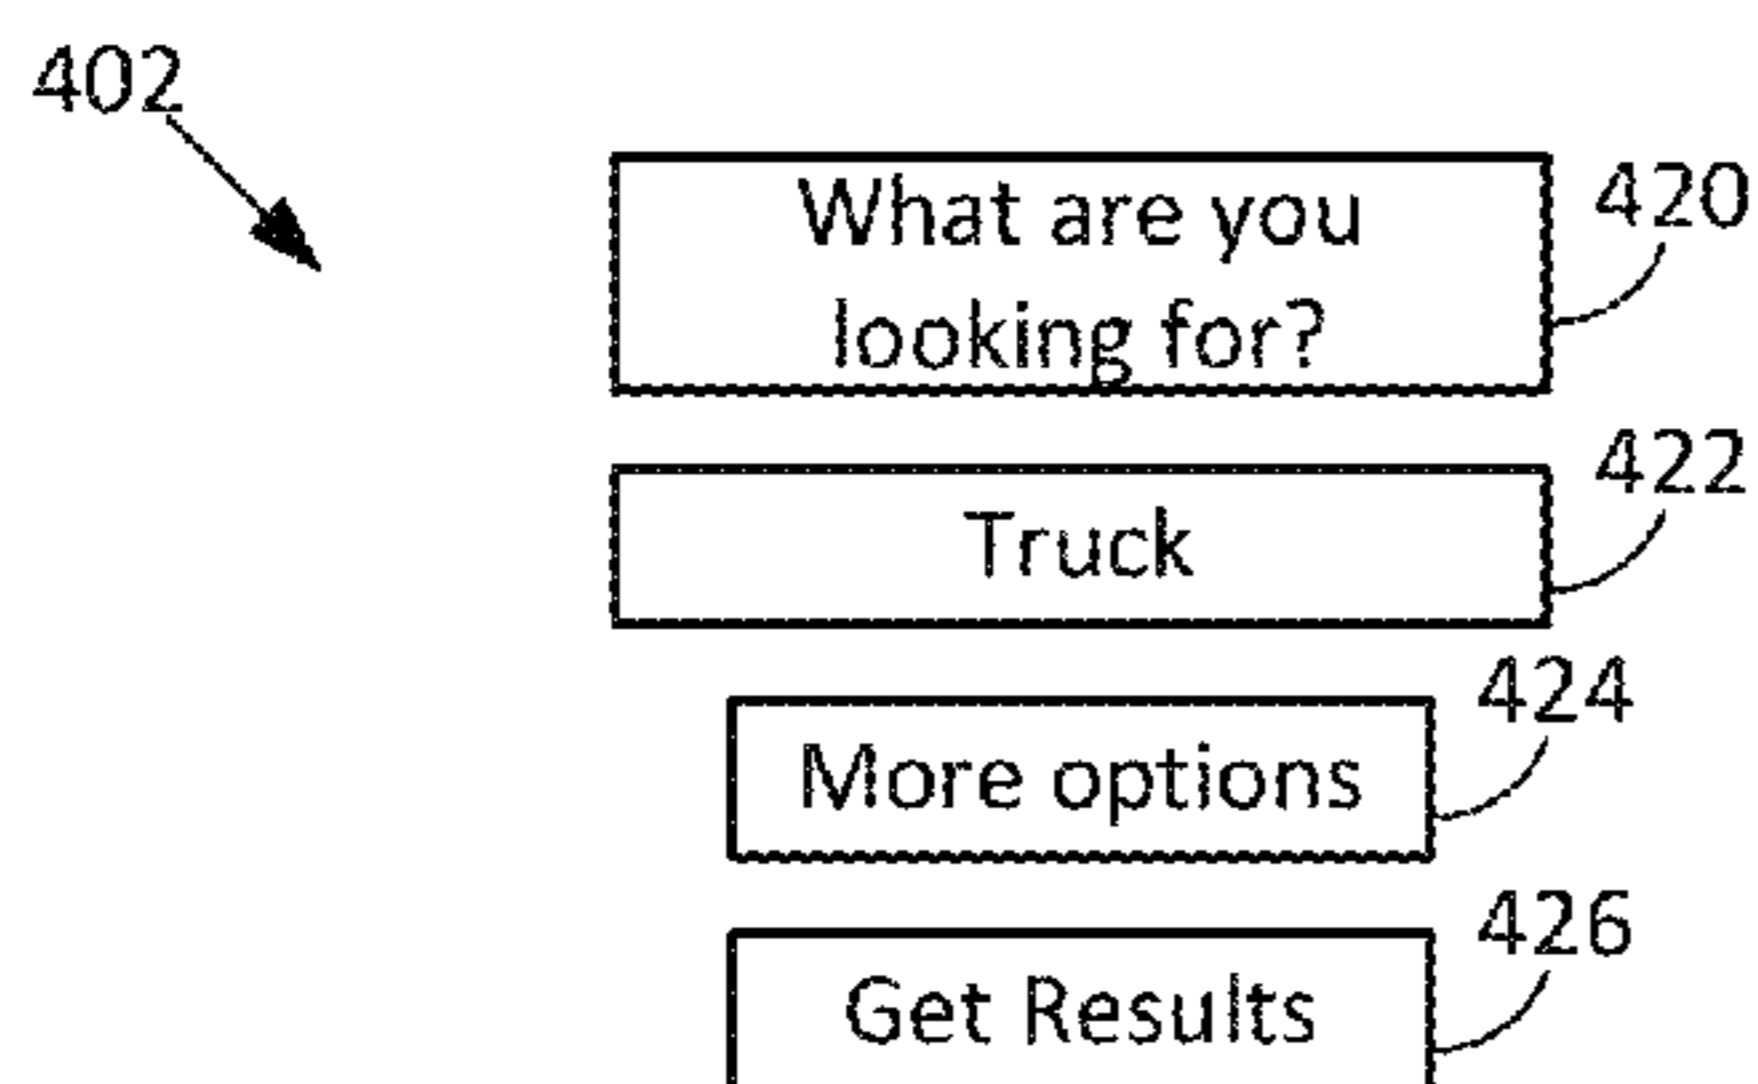 402
What are you
looking for?
420
Truck
422
More options
424
Get Results
426